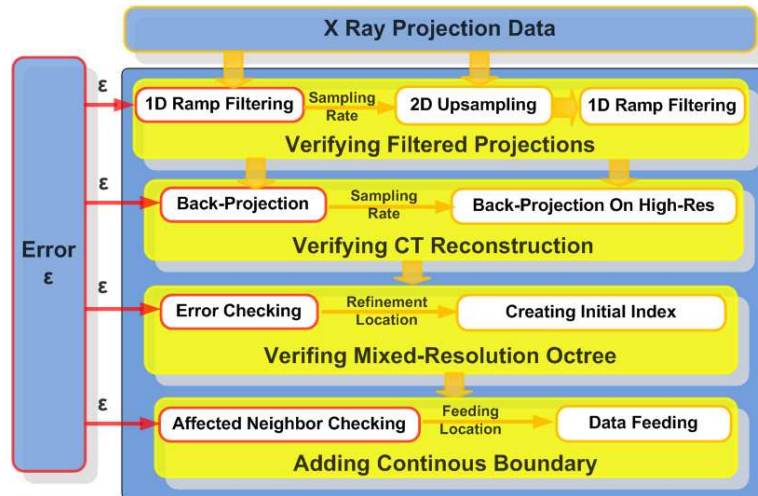 X Ray Projection Data
Error
ε
ε
1D Ramp Filtering
Sampling
Rate
2D Upsampling
1D Ramp Filtering
Verifying Filtered Projections
ε
Back-Projection
Sampling
Rate
Back-Projection On High-Res
Verifying CT Reconstruction
ε
Error Checking
Refinement
Location
Creating Initial Index
Verifing Mixed-Resolution Octree
ε
Affected Neighbor Checking
Feeding
Location
Data Feeding
Adding Continous Boundary